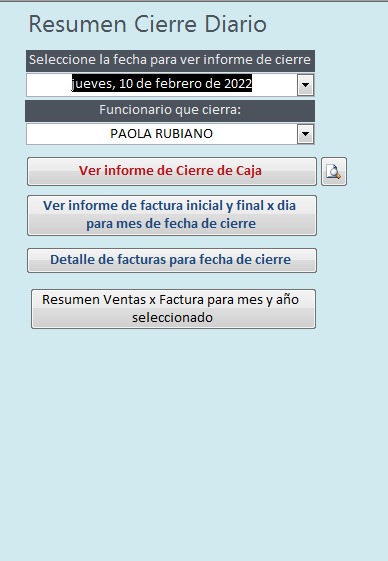 Resumen Cierre Diario
Seleccione la fecha para ver informe de cierre
jueves, 10 de febrero de 2022
Funcionario que cierra:
PAOLA RUBIANO
Ver informe de Cierre de Caja
Ver informe de factura inicial y final x dia
para mes de fecha de cierre
Detalle de facturas para fecha de cierre
Resumen Ventas x Factura para mes y año
seleccionado